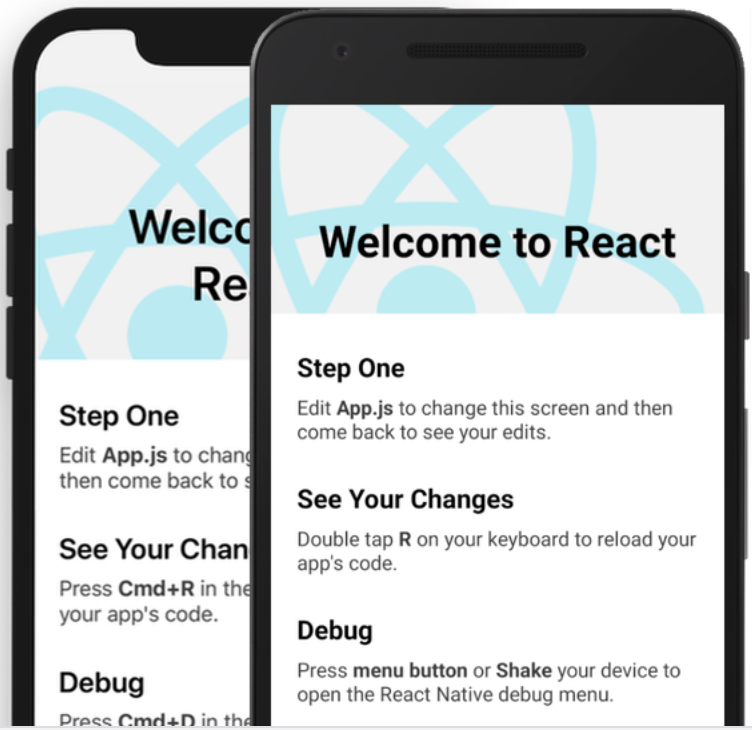 Welco
Re
Step One
Edit App.js to chang
then come back to s
See Your Chan
Press Cmd+R in the
your app's code.
Debug
Press Cmd+D in the
Welcome to React
Step One
Edit App.js to change this screen and then
come back to see your edits.
See Your Changes
Double tap R on your keyboard to reload your
app's code.
Debug
Press menu button or Shake your device to
open the React Native debug menu.